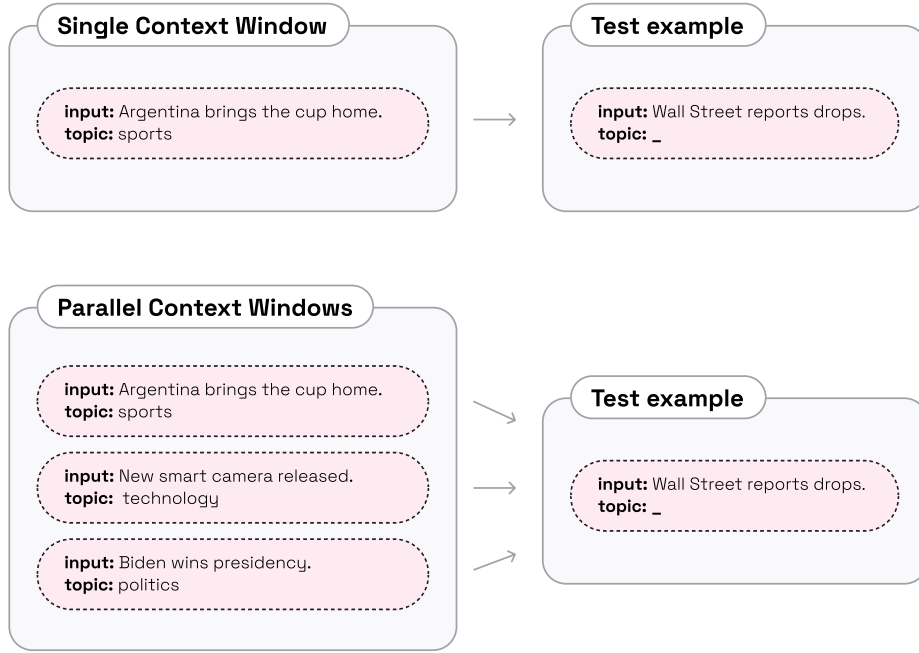 Single Context Window
Test example
input: Argentina brings the cup home.
topic: sports
input: Wall Street reports drops.
topic: _
Parallel Context Windows
input: Argentina brings the cup home.
topic: sports
input: New smart camera released.
topic: technology
input: Biden wins presidency.
topic: politics
Test example
input: Wall Street reports drops.
topic: _